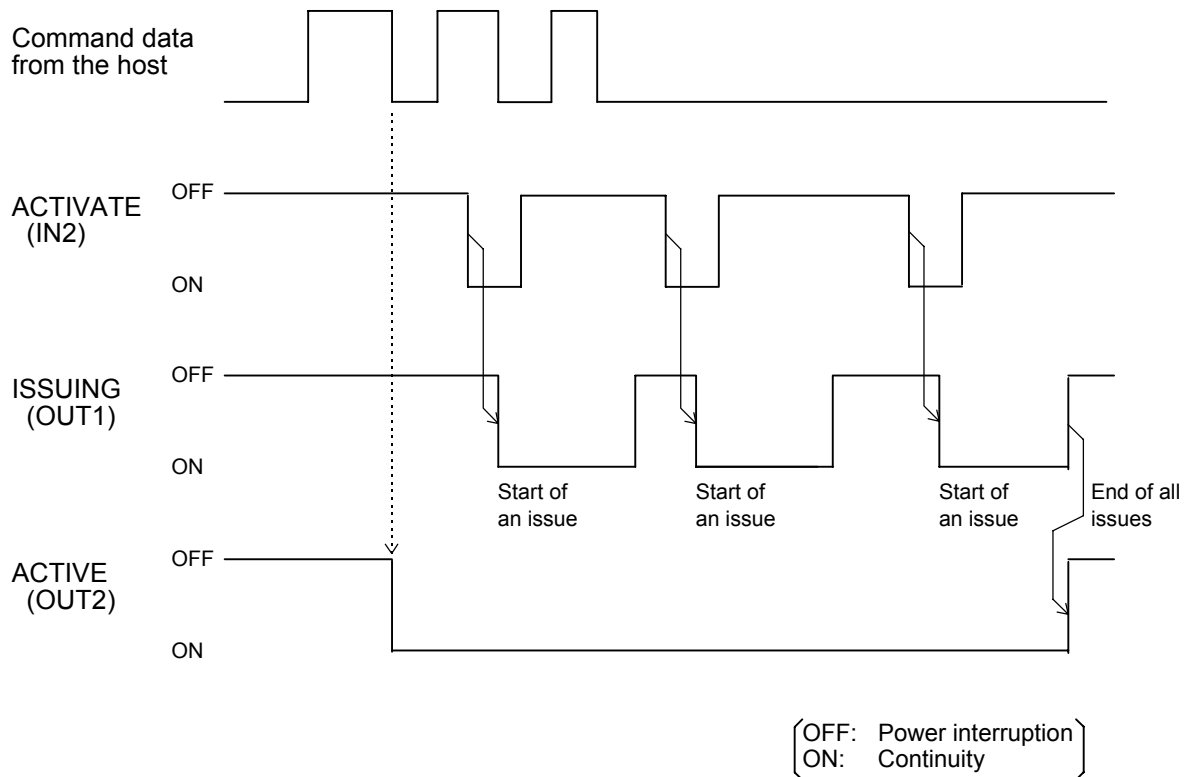 Command data
from the host
OFF
ACTIVATE
(IN2)
ON
OFF
ISSUING
(OUT1)
ON
Start of
an issue
Start of
an issue
Start of
an issue
End of all
issues
OFF
ACTIVE
(OUT2)
ON
OFF: Power interruption
ON: Continuity